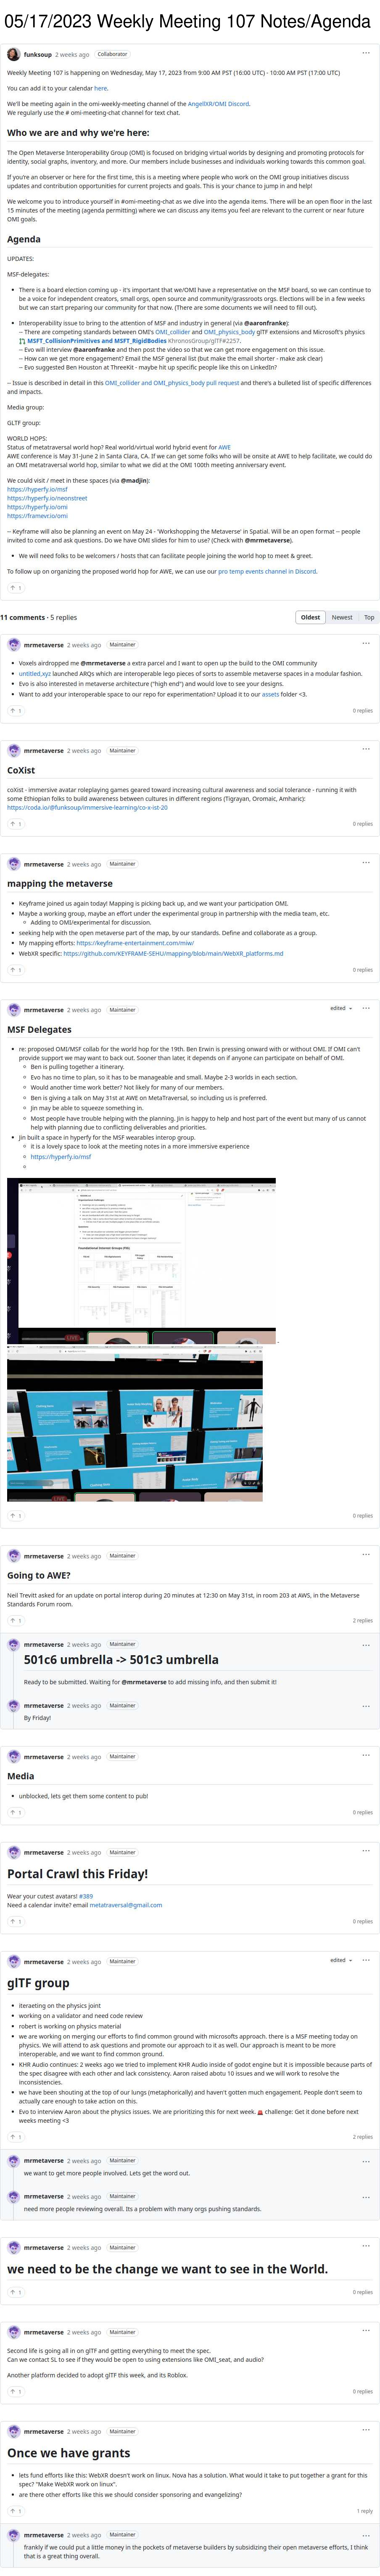 05/17/2023 Weekly Meeting 107 Notes/Agenda
funksoup 2 weeks ago Collaborator
Weekly Meeting 107 is happening on Wednesday, May 17, 2023 from 9:00 AM PST (16:00 UTC) - 10:00 AM PST (17:00 UTC)
You can add it to your calendar here.
We'll be meeting again in the omi-weekly-meeting channel of the AngellXR/OMI Discord.
We regularly use the # omi-meeting-chat channel for text chat.
Who we are and why we're here:
The Open Metaverse Interoperability Group (OMI) is focused on bridging virtual worlds by designing and promoting protocols for
identity, social graphs, inventory, and more. Our members include businesses and individuals working towards this common goal.
If you're an observer or here for the first time, this is a meeting where people who work on the OMI group initiatives discuss
updates and contribution opportunities for current projects and goals. This is your chance to jump in and help!
We welcome you to introduce yourself in #omi-meeting-chat as we dive into the agenda items. There will be an open floor in the last
15 minutes of the meeting (agenda permitting) where we can discuss any items you feel are relevant to the current or near future
OMI goals.
Agenda
UPDATES:
MSF-delegates:
There is a board election coming up - it's important that we/OMI have a representative on the MSF board, so we can continue to
be a voice for independent creators, small orgs, open source and community/grassroots orgs. Elections will be in a few weeks
but we can start preparing our community for that now. (There is a form the nominee will need to fill out).
Interoperability issue to bring to the attention of MSF and industry in general (via @aaronfranke):
-- There are competing standards between OMI's OMI_collider and OMI_physics_body glTF extensions and Microsoft's physics
MSFT_CollisionPrimitives and MSFT_RigidBodies KhronosGroup/glTF#2257.
-- Evo will interview @aaronfranke and then post the video so that we can get more engagement on this issue.
-- How can we get more engagement? Email the MSF general list (but make the email shorter - make asks clear)
-- Evo suggested Ben Houston at ThreeKit - maybe hit up specific people like this on LinkedIn?
-- Issue is described in detail in this OMI_collider and OMI_physics_body pull request and there's a bulleted list of specific differences
and impacts.
Media group:
GLTF group:
WORLD HOPS:
Status of metatraversal world hop? Real world/virtual world hybrid event for AWE
AWE conference is May 31-June 2 in Santa Clara, CA. If we can get some folks who will be onsite at AWE to help facilitate, we could do
an OMI metatraversal world hop, similar to what we did at the OMI 100th meeting anniversary event.
We could visit / meet in these spaces (via @madjin):
https://hyperfy.io/msf
https://hyperfy.io/neonstreet
https://hyperfy.io/omi
https://framevr.io/omi
-- Keyframe will also be planning an event on May 24 - 'Workshopping the Metaverse' in Spatial. Will be an open format -- people
invited to come and ask questions. Do we have OMI slides for him to use? (Check with @mrmetaverse).
We will need folks to be welcomers / hosts that can facilitate people joining the world hop to meet & greet.
To follow up on organizing the proposed world hop for AWE, we can use our pro temp events channel in Discord.
1
11 comments · 5 replies Oldest Newest Top
mrmetaverse 2 weeks ago Maintainer
Voxels airdropped me @mrmetaverse a extra parcel and I want to open up the build to the OMI community
untitled,xyz launched ARQs which are interoperable lego pieces of sorts to assemble metaverse spaces in a modular fashion.
Evo is also interested in metaverse architecture ("high end") and would love to see your designs.
Want to add your interopable space to our repo for experimentation? Upload it to our assets folder <3.
1 0 replies
mrmetaverse 2 weeks ago Maintainer
CoXist
coXist - immersive avatar roleplaying games geared toward increasing cultural awareness and social tolerance - running it with
some Ethiopian folks to build awareness between cultures in different regions (Tigrayan, Oromaic, Amharic):
https://coda.io/@funksoup/immersive-learning/co-x-ist-20
1 0 replies
mrmetaverse 2 weeks ago Maintainer
mapping the metaverse
Keyframe joined us again today! Mapping is picking back up, and we want your participation OMI.
Maybe a working group, maybe an effort under the experimental group in partnership with the media team, etc.
Adding to OMI/experimental for discussion.
seeking help with the open metaverse part of the map, by our standards. Define and collaborate as a group.
My mapping efforts: https://keyframe-entertainment.com/miw/
WebXR specific: https://github.com/KEYFRAME-SEHU/mapping/blob/main/WebXR_platforms.md
1 0 replies
mrmetaverse 2 weeks ago Maintainer edited
MSF Delegates
re: proposed OMI/MSF collab for the world hop for the 19th. Ben Erwin is pressing onward with or without OMI. If OMI can't
provide support we may want to back out. Sooner than later, it depends on if anyone can participate on behalf of OMI.
Ben is pulling together a itinerary.
Evo has no time to plan, so it has to be manageable and small. Maybe 2-3 worlds in each section.
Would another time work better? Not likely for many of our members.
Ben is giving a talk on May 31st at AWE on MetaTraversal, so including us is preferred.
Jin may be able to squeeze something in.
Most people have trouble helping with the planning. Jin is happy to help and host part of the event but many of us cannot
help with planning due to conflicting deliverables and priorities.
Jin built a space in hyperfy for the MSF wearables interop group.
it is a lovely space to look at the meeting notes in a more immersive experience
https://hyperfy.io/msf
1 0 replies
mrmetaverse 2 weeks ago Maintainer
Going to AWE?
Neil Trevitt asked for an update on portal interop during 20 minutes at 12:30 on May 31st, in room 203 at AWS, in the Metaverse
Standards Forum room.
1 2 replies
mrmetaverse 2 weeks ago Maintainer
501c6 umbrella -> 501c3 umbrella
Ready to be submitted. Waiting for @mrmetaverse to add missing info, and then submit it!
mrmetaverse 2 weeks ago Maintainer
By Friday!
mrmetaverse 2 weeks ago Maintainer
Media
unblocked, lets get them some content to pub!
1 0 replies
mrmetaverse 2 weeks ago Maintainer
Portal Crawl this Friday!
Wear your cutest avatars! #389
Need a calendar invite? email metatraversal@gmail.com
1 0 replies
mrmetaverse 2 weeks ago Maintainer edited
glTF group
iteraeting on the physics joint
working on a validator and need code review
robert is working on physics material
we are working on merging our efforts to find common ground with microsofts approach. there is a MSF meeting today on
physics. We will attend to ask questions and promote our approach to it as well. Our approach is meant to be more
interoperable, and we want to find common ground.
KHR Audio continues: 2 weeks ago we tried to implement KHR Audio inside of godot engine but it is impossible because parts of
the spec disagree with each other and lack consistency. Aaron raised abotu 10 issues and we will work to resolve the
inconsistencies.
we have been shouting at the top of our lungs (metaphorically) and haven't gotten much engagement. People don't seem to
actually care enough to take action on this.
Evo to interview Aaron about the physics issues. We are prioritizing this for next week. 🚨 challenge: Get it done before next
weeks meeting <3
1 2 replies
mrmetaverse 2 weeks ago Maintainer
we want to get more people involved. Lets get the word out.
mrmetaverse 2 weeks ago Maintainer
need more people reviewing overall. Its a problem with many orgs pushing standards.
mrmetaverse 2 weeks ago Maintainer
we need to be the change we want to see in the World.
1 0 replies
mrmetaverse 2 weeks ago Maintainer
Second life is going all in on glTF and getting everything to meet the spec.
Can we contact SL to see if they would be open to using extensions like OMI_seat, and audio?
Another platform decided to adopt glTF this week, and its Roblox.
1 0 replies
mrmetaverse 2 weeks ago Maintainer
Once we have grants
lets fund efforts like this: WebXR doesn't work on linux. Nova has a solution. What would it take to put together a grant for this
spec? "Make WebXR work on linux".
are there other efforts like this we should consider sponsoring and evangelizing?
1 1 reply
mrmetaverse 2 weeks ago Maintainer
frankly if we could put a little money in the pockets of metaverse builders by subsidizing their open metaverse efforts, I think
that is a great thing overall.